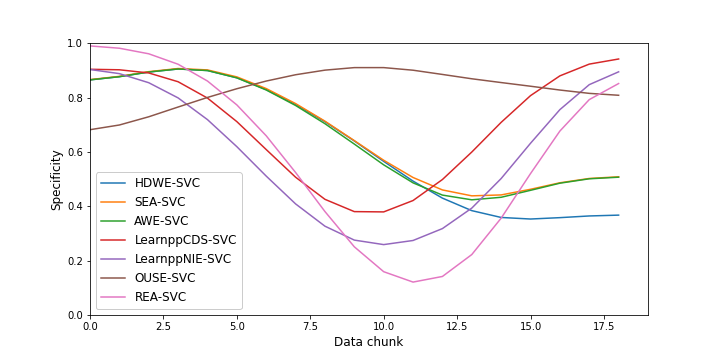 1.0
0.8
0.6
0.4
0.2
0.0
Specificity
HDWE-SVC
SEA-SVC
AWE-SVC
LearnppCDS-SVC
LearnppNIE-SVC
OUSE-SVC
REA-SVC
0.0 2.5 5.0 7.5 10.0 12.5 15.0 17.5
Data chunk